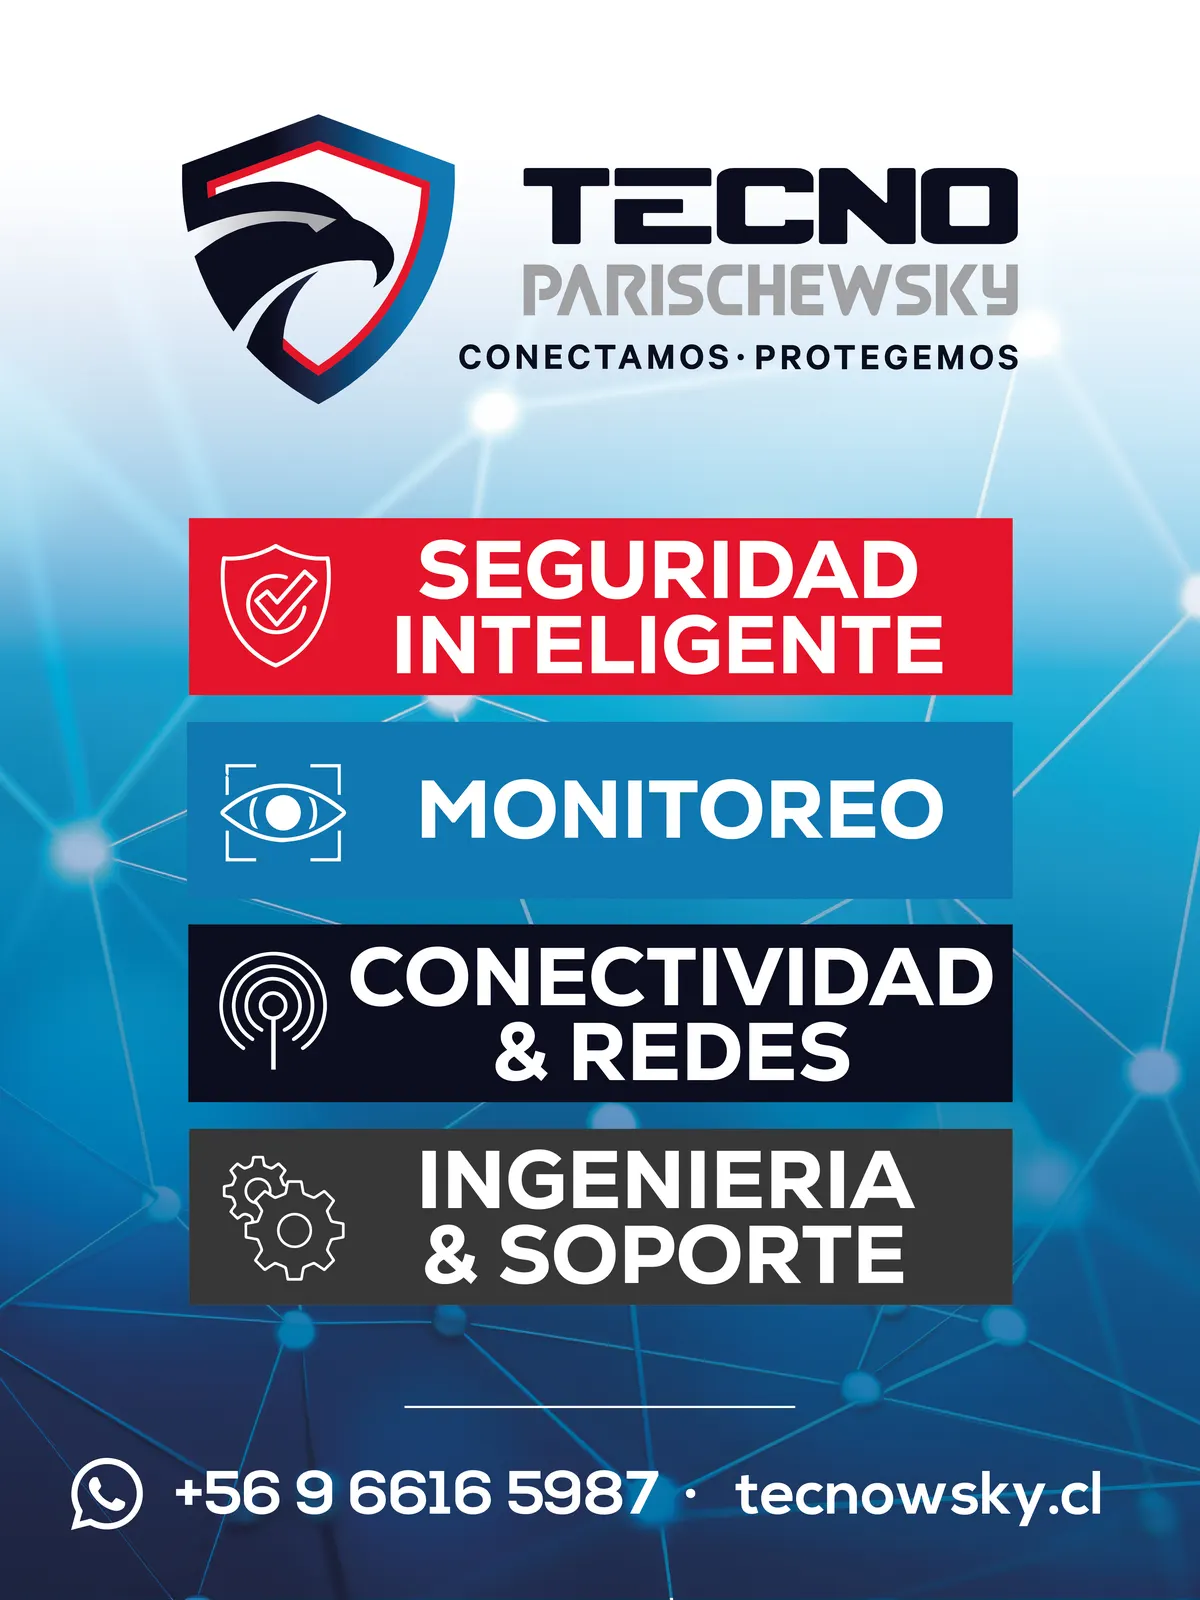 TECNO
PARISCHEWSKY
CONECTAMOS · PROTEGEMOS
SEGURIDAD
INTELIGENTE
MONITOREO
CONECTIVIDAD
& REDES
INGENIERIA
& SOPORTE
+56 9 6616 5987 · tecnowsky.cl